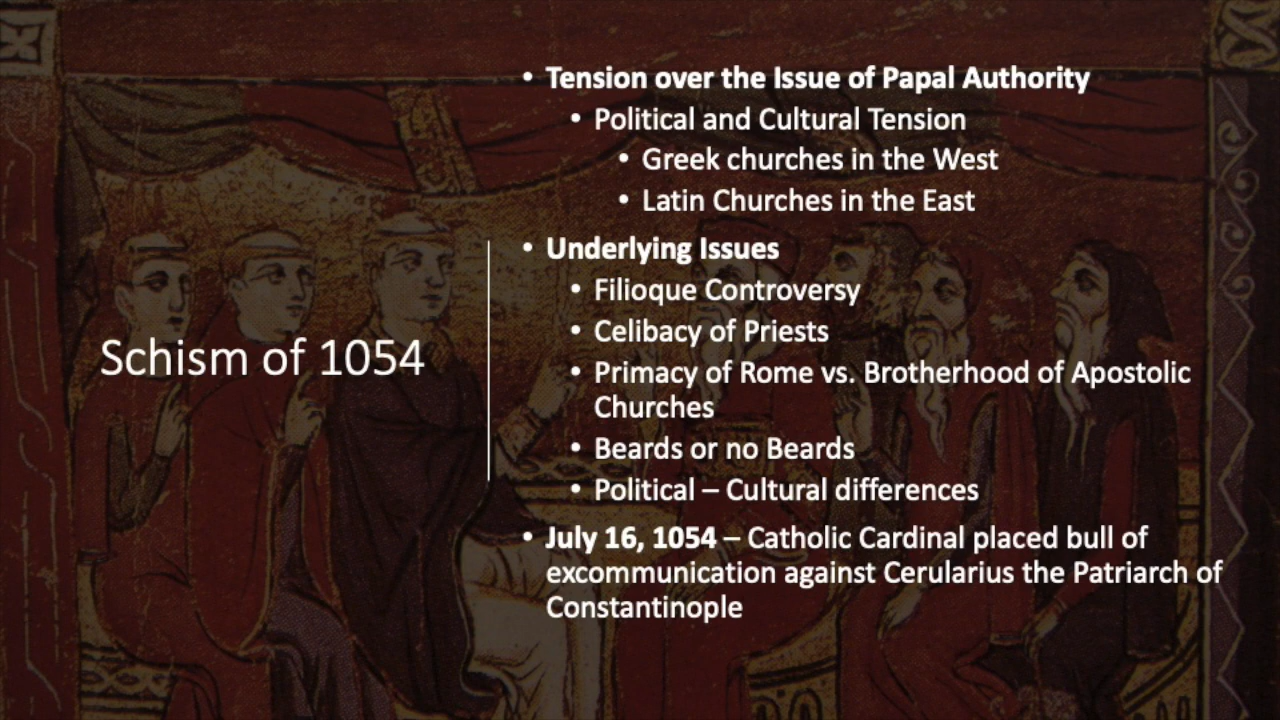 Schism of 1054
• Tension over the Issue of Papal Authority
• Political and Cultural Tension
• Greek churches in the West
• Latin Churches in the East
• Underlying Issues
• Filioque Controversy
• Celibacy of Priests
• Primacy of Rome vs. Brotherhood of Apostolic
Churches
• Beards or no Beards
• Political – Cultural differences
• July 16, 1054 – Catholic Cardinal placed bull of
excommunication against Cerularius the Patriarch of
Constantinople